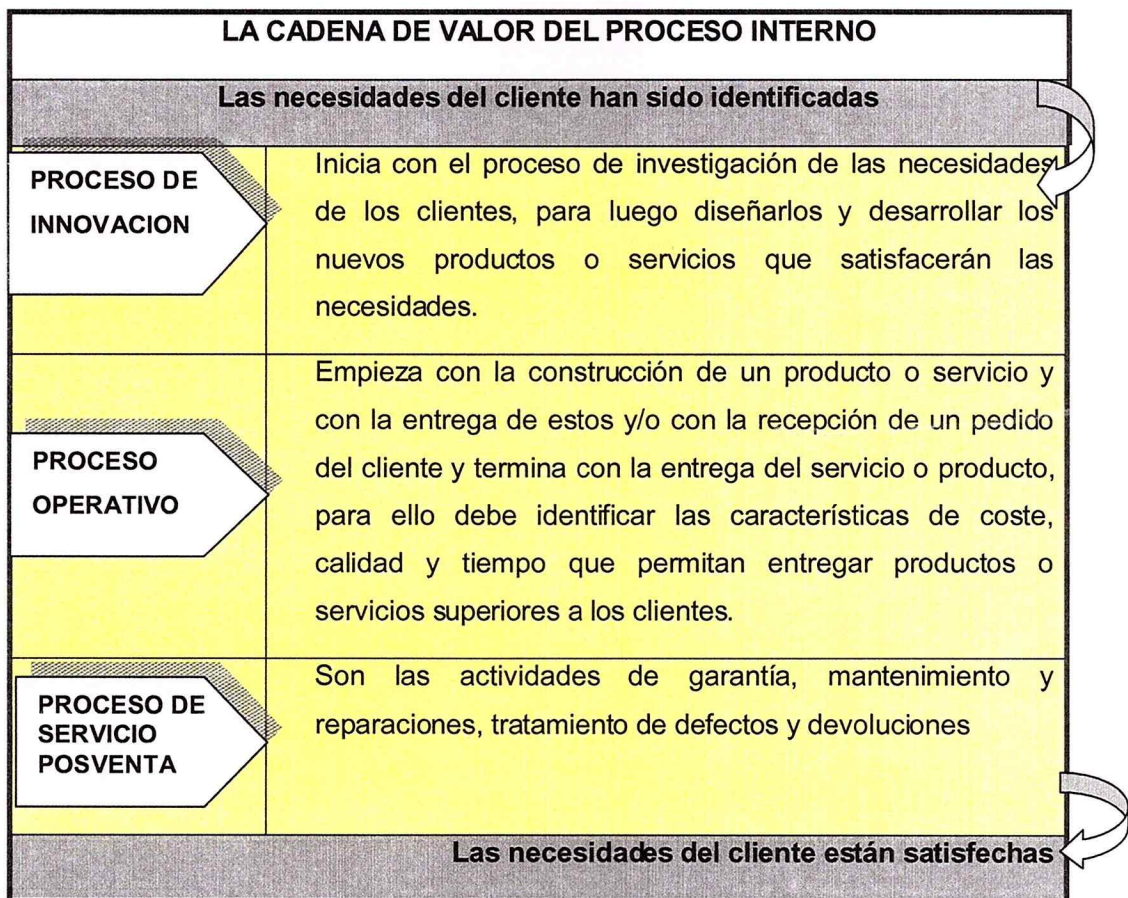 LA CADENA DE VALOR DEL PROCESO INTERNO
Las necesidades del cliente han sido identificadas
PROCESO DE
INNOVACION
Inicia con el proceso de investigación de las necesidades
de los clientes, para luego diseñarlos y desarrollar los
nuevos productos o servicios que satisfacerán las
necesidades.
PROCESO
OPERATIVO
Empieza con la construcción de un producto o servicio y
con la entrega de estos y/o con la recepción de un pedido
del cliente y termina con la entrega del servicio o producto,
para ello debe identificar las características de coste,
calidad y tiempo que permitan entregar productos o
servicios superiores a los clientes.
PROCESO DE
SERVICIO
POSVENTA
Son las actividades de garantía, mantenimiento y
reparaciones, tratamiento de defectos y devoluciones
Las necesidades del cliente están satisfechas